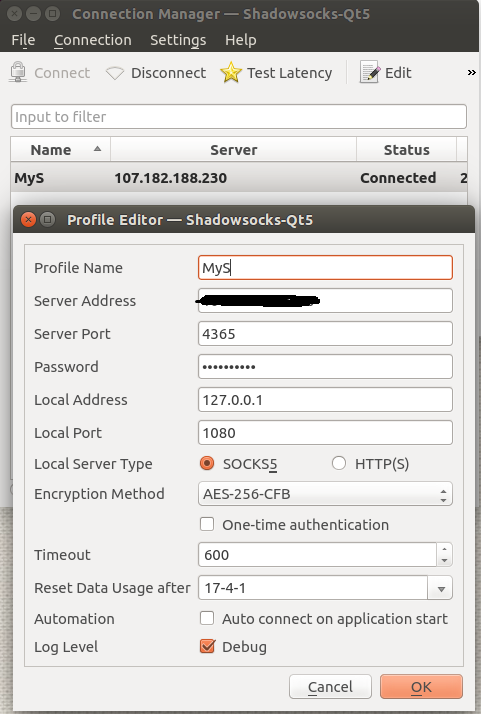 Connection Manager — Shadowsocks-Qt5
File Connection Settings Help
Connect Disconnect Test Latency Edit »
Input to filter
Name Server Status
MyS 107.182.188.230 Connected 2
Profile Editor — Shadowsocks-Qt5
Profile Name MyS
Server Address
Server Port 4365
Password ••••••••••
Local Address 127.0.0.1
Local Port 1080
Local Server Type SOCKS5 HTTP(S)
Encryption Method AES-256-CFB
One-time authentication
Timeout 600
Reset Data Usage after 17-4-1
Automation Auto connect on application start
Log Level Debug
Cancel OK